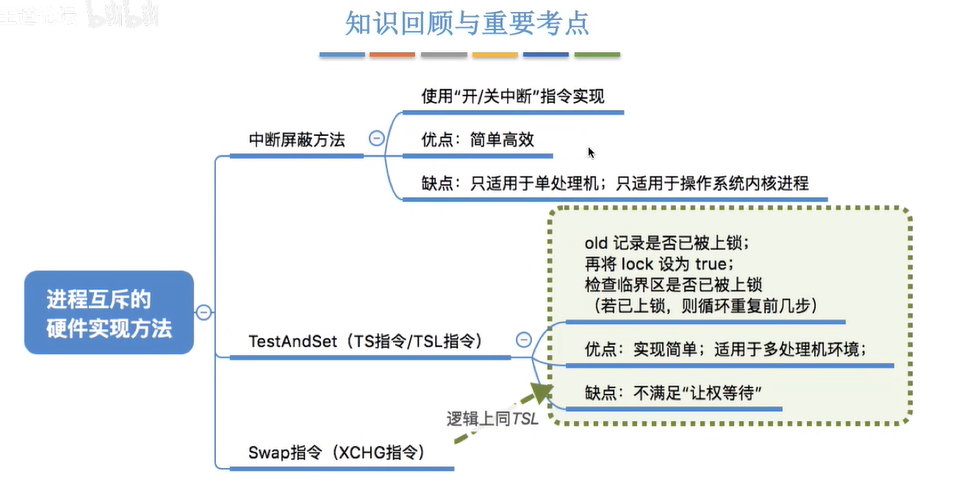 bilibili
知识回顾与重要考点
使用“开/关中断”指令实现
中断屏蔽方法
优点：简单高效
缺点：只适用于单处理机；只适用于操作系统内核进程
old 记录是否已被上锁；
再将 lock 设为 true；
检查临界区是否已被上锁
（若已上锁，则循环重复前几步）
进程互斥的
硬件实现方法
TestAndSet（TS指令/TSL指令）
优点：实现简单；适用于多处理机环境；
缺点：不满足“让权等待”
逻辑上同TSL
Swap指令（XCHG指令）